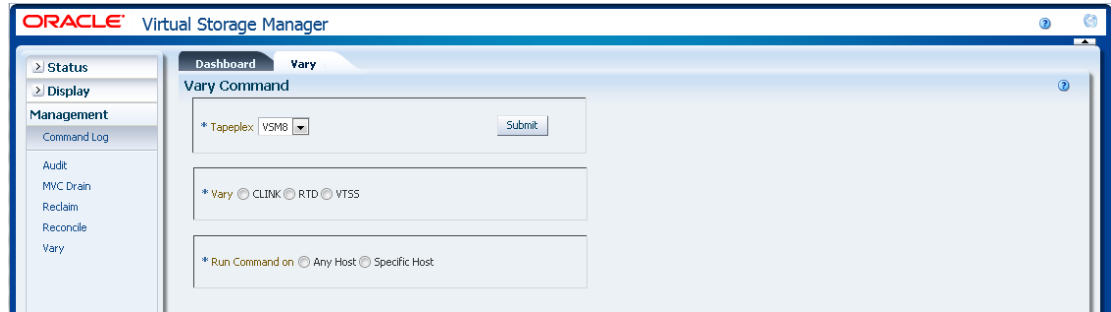 ORACLE Virtual Storage Manager
Status
Display
Management
Command Log
Audit
MVC Drain
Reclaim
Reconcile
Vary
Dashboard Vary
Vary Command
* Tapeplex VSM8 Submit
* Vary CLINK RTD VTSS
* Run Command on Any Host Specific Host